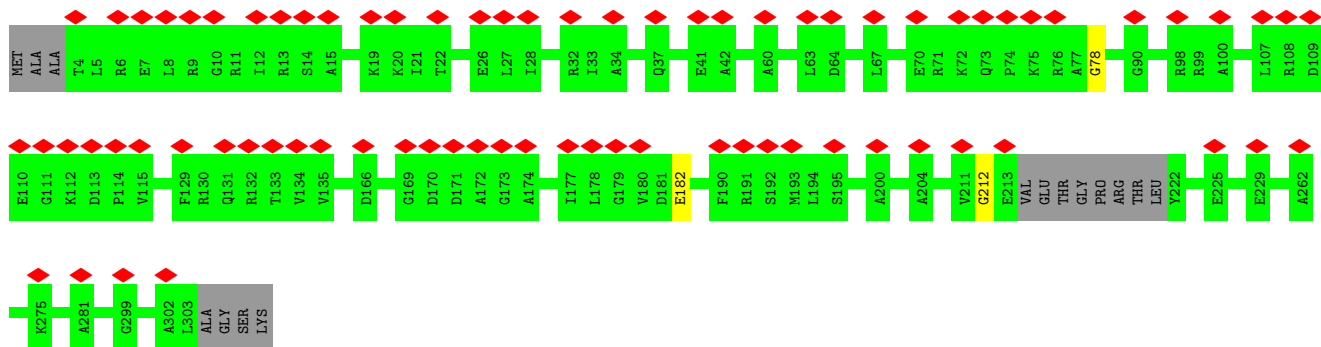 MET ALA ALA T4 L5 R6 E7 L8 R9 G10 R11 I12 R13 S14 A15 K19 K20 I21 T22 E26 L27 I28 R32 I33 A34 Q37 E41 A42 A60 L63 D64 L67 E70 R71 K72 Q73 P74 K75 R76 A77 G78 G90 R98 R99 A100 L107 R108 D109
E110 G111 K112 D113 P114 V115 F129 R130 Q131 R132 T133 V134 V135 D166 G169 D170 D171 A172 G173 A174 I177 L178 G179 V180 D181 E182 F190 R191 S192 M193 L194 S195 A200 A204 V211 G212 E213 VAL GLU THR GLY PRO ARG THR LEU Y222 E225 E229 A262
K275 A281 G299 A302 L303 ALA GLY SER LYS